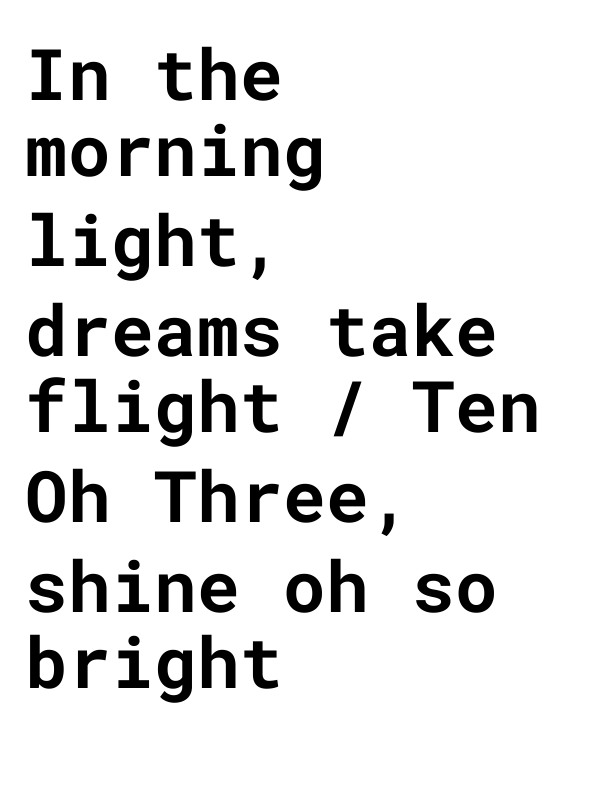 In the
morning
light,
dreams take
flight / Ten
Oh Three,
shine oh so
bright